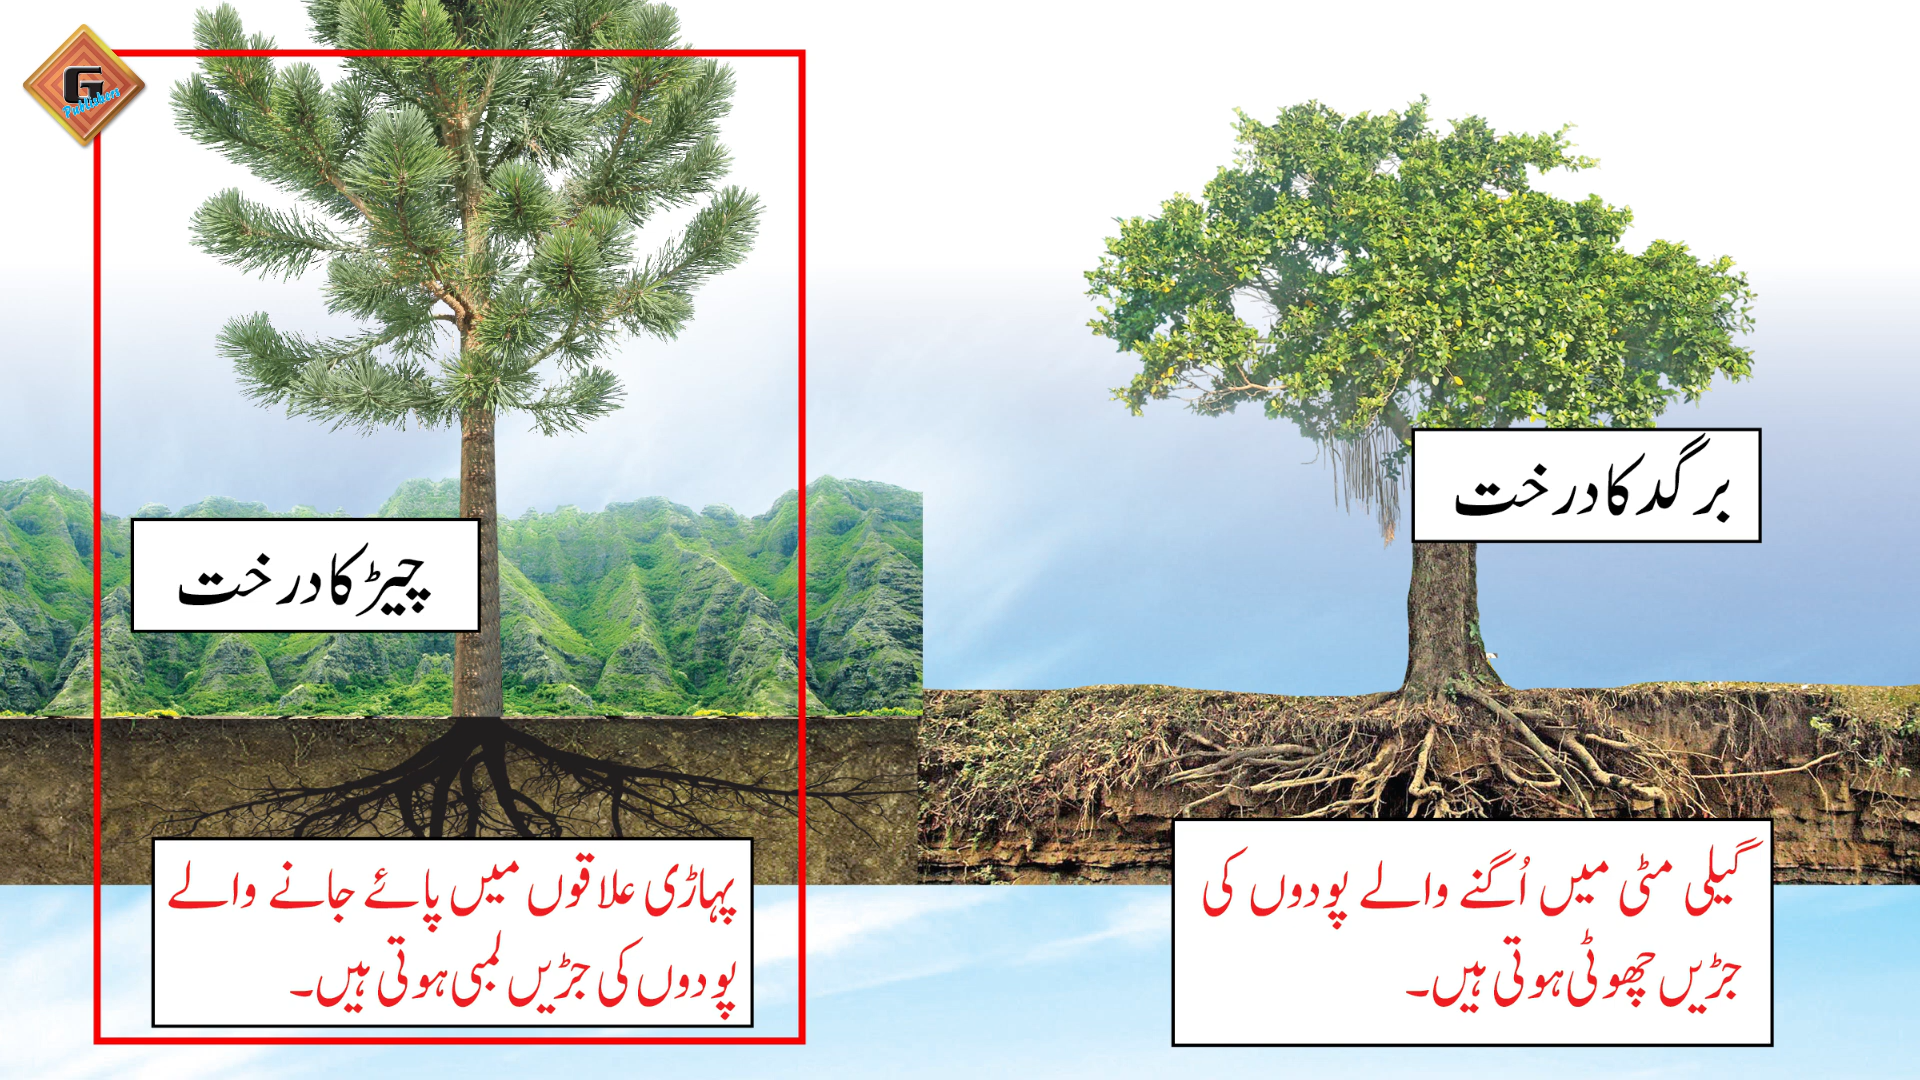 G
Publishers
برگد کا درخت
گیلی مٹی میں اُگنے والے پودوں کی
جڑیں چھوٹی ہوتی ہیں۔
چیڑ کا درخت
پہاڑی علاقوں میں پائے جانے والے
پودوں کی جڑیں لمبی ہوتی ہیں۔